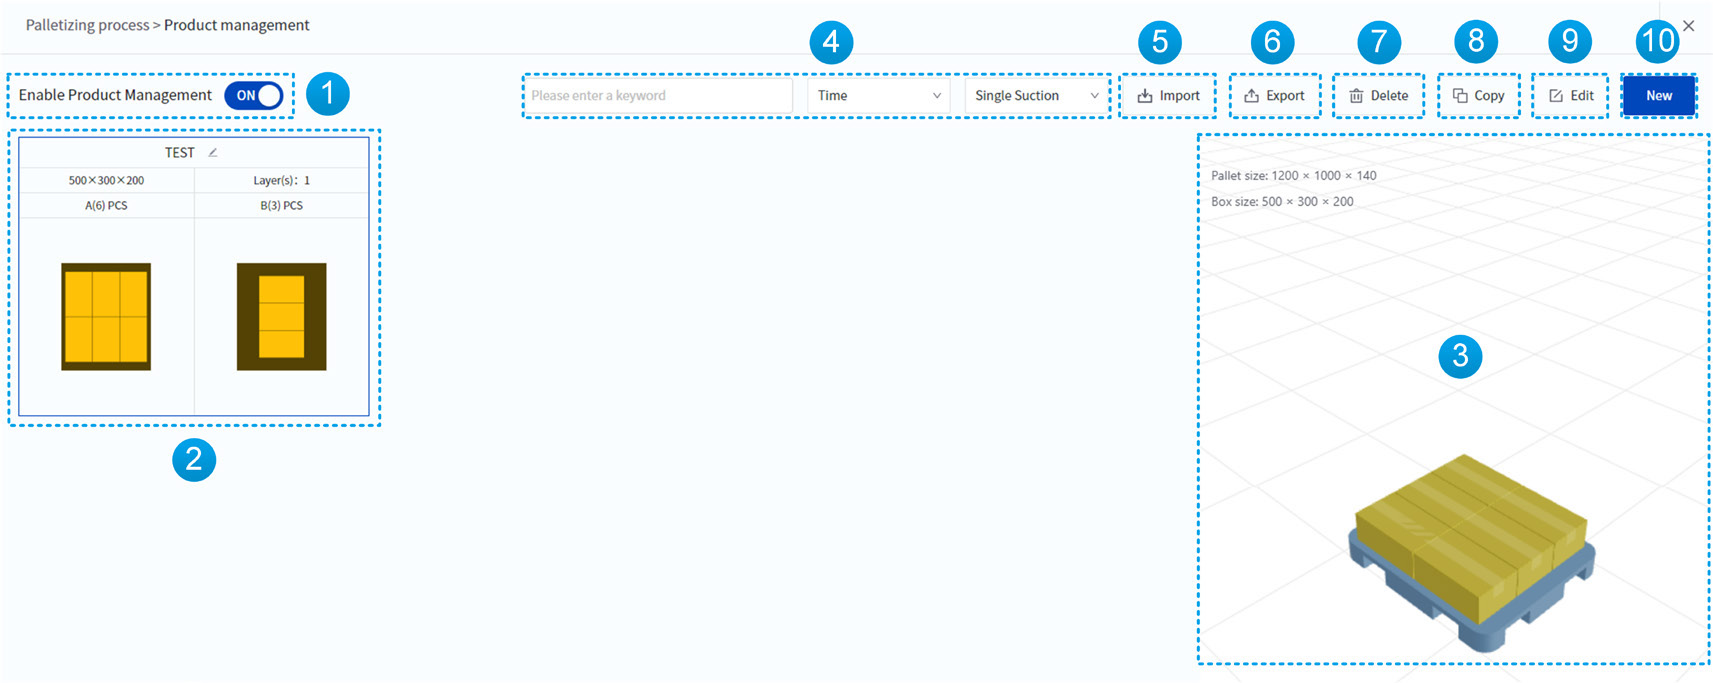 Palletizing process > Product management
4
5
6
7
8
9
10
Enable Product Management
ON
1
Please enter a keyword
Time
Single Suction
Import
Export
Delete
Copy
Edit
New
TEST
500×300×200
Layer(s): 1
A(6) PCS
B(3) PCS
2
Pallet size: 1200 × 1000 × 140
Box size: 500 × 300 × 200
3